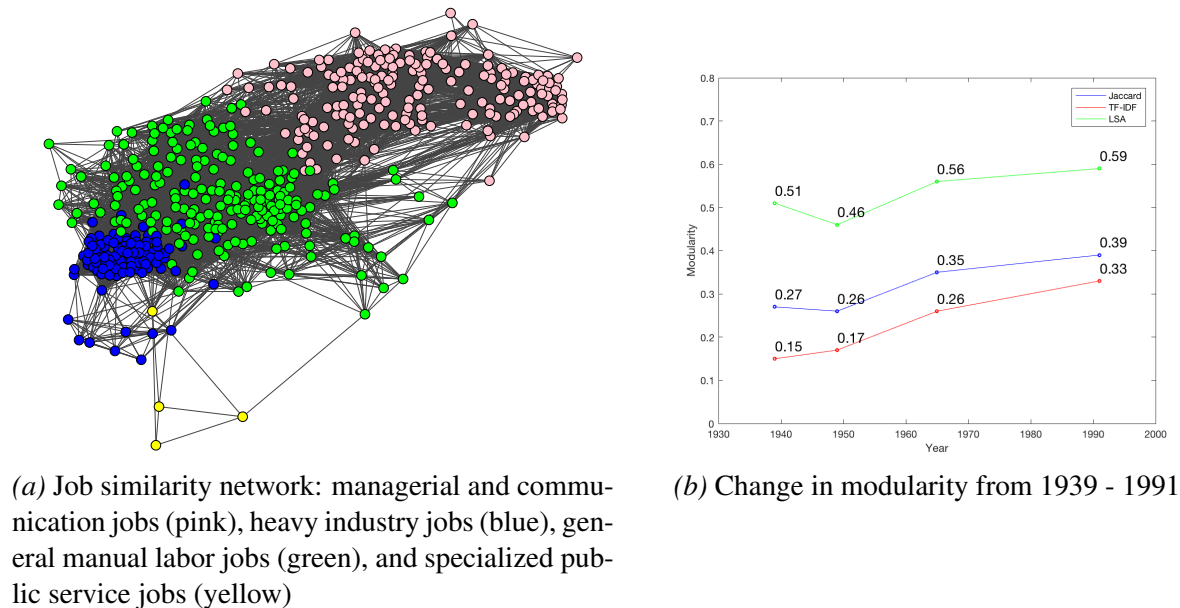 0.8
0.7
0.6
0.5
0.4
0.3
0.2
0.1
0
Modularity
Jaccard
TF-IDF
LSA
0.51
0.46
0.56
0.59
0.27
0.26
0.35
0.39
0.15
0.17
0.26
0.33
1930 1940 1950 1960 1970 1980 1990 2000
Year
(a) Job similarity network: managerial and commu-
nication jobs (pink), heavy industry jobs (blue), gen-
eral manual labor jobs (green), and specialized pub-
lic service jobs (yellow)
(b) Change in modularity from 1939 - 1991